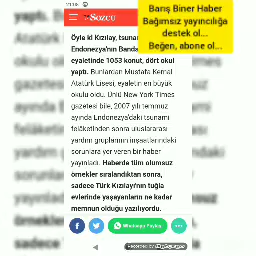 Barış Biner Haber
Bağımsız yayıncılığa
destek ol...
Beğen, abone ol...
Sözcü
Öyle ki Kızılay, tsunam
Endonezya'nın Banda
eyaletinde 1053 konut, dört okul
yaptı. Bunlardan Mustafa Kemal
Atatürk Lisesi, eyaletin en büyük
okulu oldu. Ünlü New York Times
gazetesi bile, 2007 yılı temmuz
ayında Endonezya'daki tsunami
felaketinden sonra uluslararası
yardım gruplarının inşaatlarındaki
sorunlara yer veren bir haber
yayınladı. Haberde tüm olumsuz
örnekler sıralandıktan sonra,
sadece Türk Kızılayı'nın tuğla
evlerinde yaşayanların ne kadar
memnun olduğu yazılıyordu.
Whatsapp Paylaş